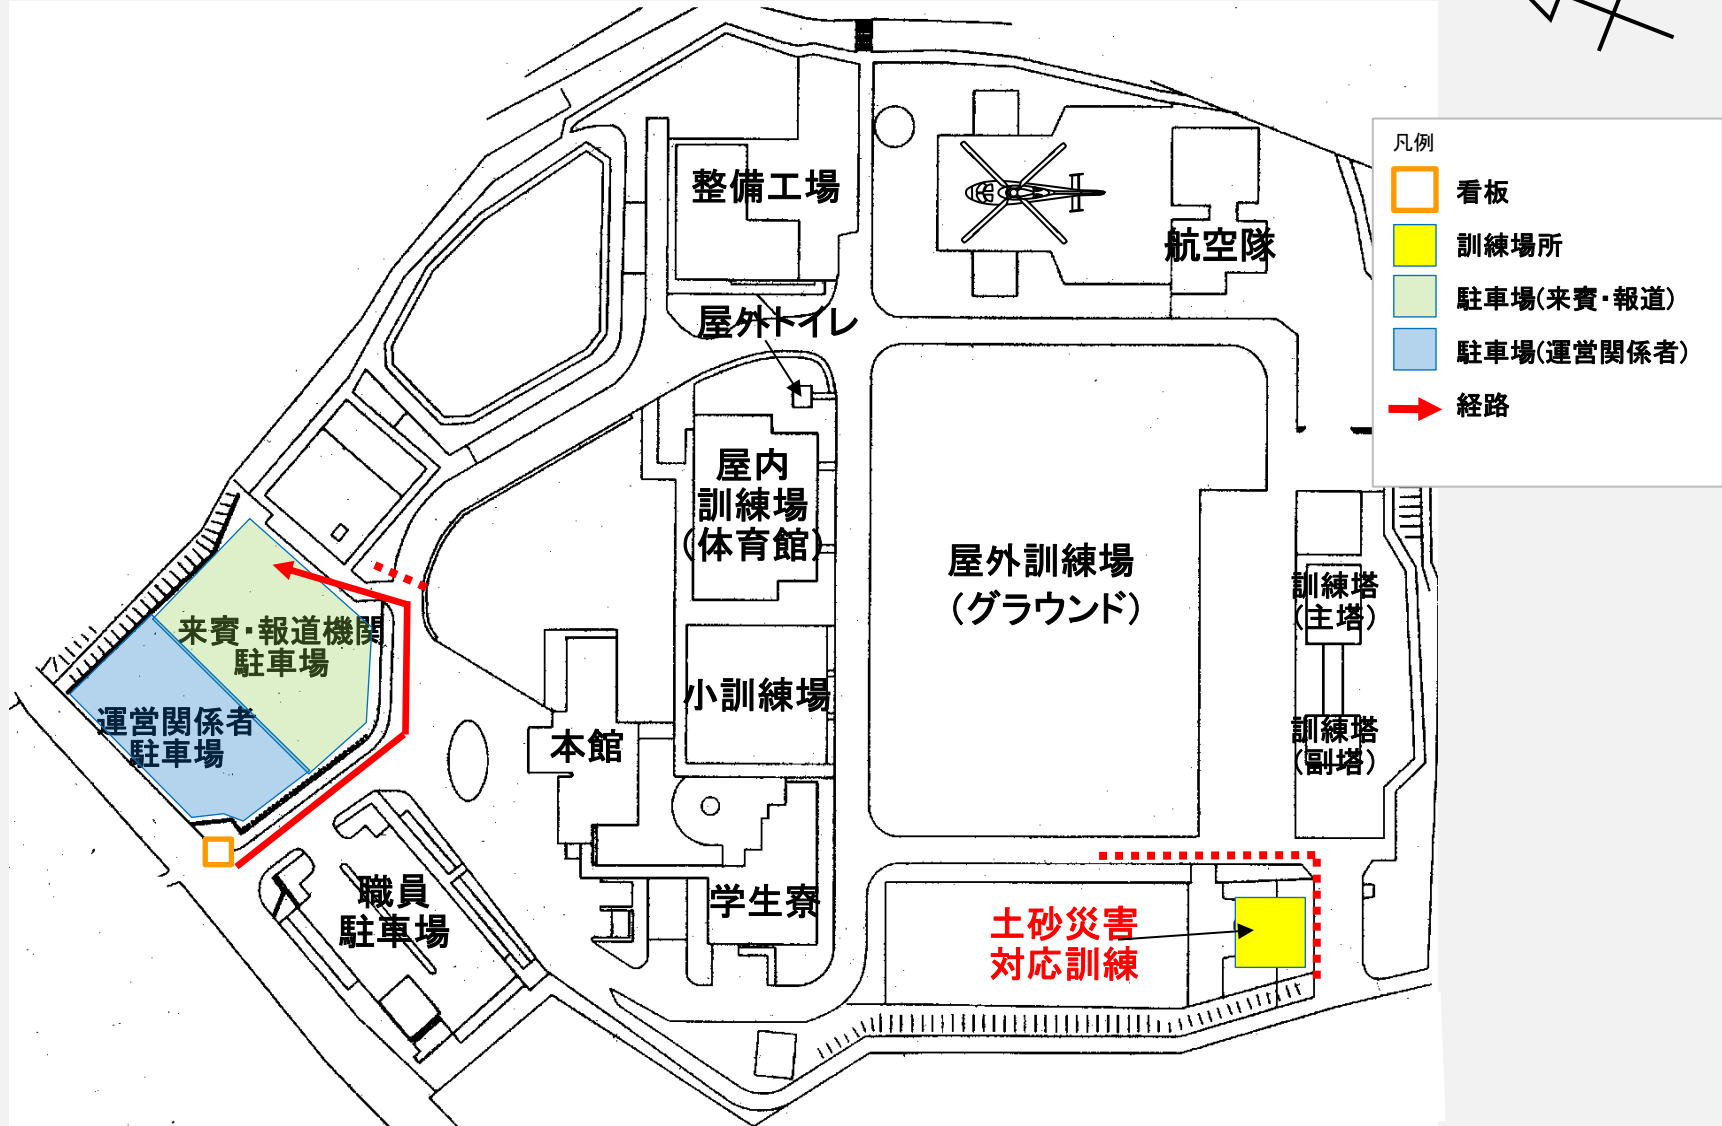 凡例
看板
訓練場所
駐車場(来賓・報道)
駐車場(運営関係者)
経路
整備工場
航空隊
屋外トイレ
屋内
訓練場
(体育館)
屋外訓練場
(グラウンド)
訓練塔
(主塔)
来賓・報道機関
駐車場
小訓練場
運営関係者
駐車場
本館
訓練塔
(副塔)
職員
駐車場
学生寮
土砂災害
対応訓練